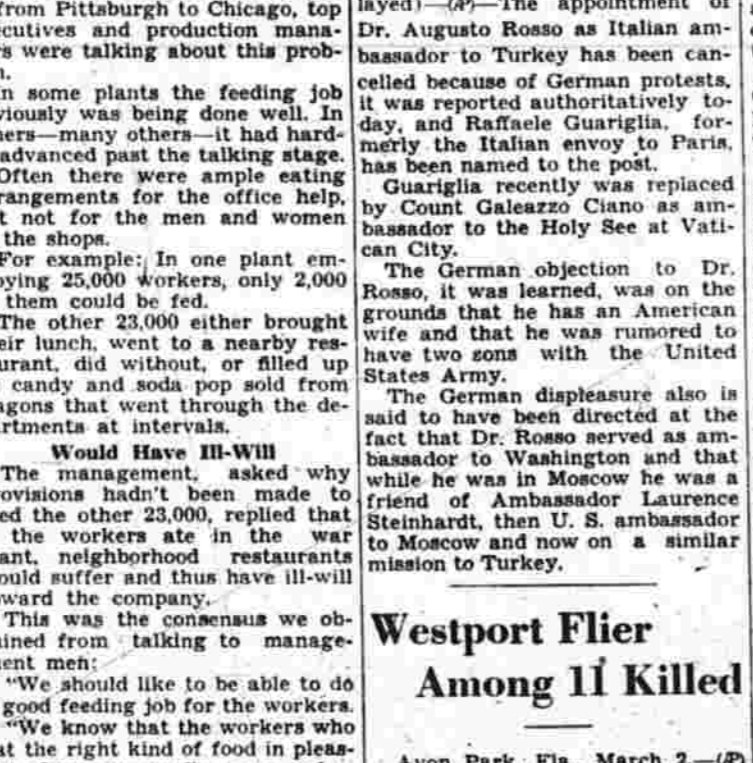 from Pittsburgh to Chicago, top
cutives and production mana-
rs were talking about this prob-
n some plants the feeding job
viously was being done well. In
hers—many others—it had hard-
advanced past the talking stage.
Often there were ample eating
rangements for the office help,
t not for the men and women
the shops.
For example: In one plant em-
oying 25,000 workers, only 2,000
them could be fed.
The other 23,000 either brought
eir lunch, went to a nearby res-
urant, did without, or filled up
candy and soda pop sold from
agons that went through the de-
rtments at intervals.
Would Have Ill-Will
The management, asked why
ovisions hadn't been made to
ed the other 23,000, replied that
the workers ate in the war
ant, neighborhood restaurants
ould suffer and thus have ill-will
ward the company.
This was the consensus we ob-
ined from talking to manage-
ent men:
"We should like to be able to do
good feeding job for the workers.
"We know that the workers who
at the right kind of food in pleas-
layed)—(AP)—The appointment of
Dr. Augusto Rosso as Italian am-
bassador to Turkey has been can-
celled because of German protests,
it was reported authoritatively to-
day, and Raffaele Guariglia, for-
merly the Italian envoy to Paris,
has been named to the post.
Guariglia recently was replaced
by Count Galeazzo Ciano as am-
bassador to the Holy See at Vati-
can City.
The German objection to Dr.
Rosso, it was learned, was on the
grounds that he has an American
wife and that he was rumored to
have two sons with the United
States Army.
The German displeasure also is
said to have been directed at the
fact that Dr. Rosso served as am-
bassador to Washington and that
while he was in Moscow he was a
friend of Ambassador Laurence
Steinhardt, then U. S. ambassador
to Moscow and now on a similar
mission to Turkey.
Westport Flier
Among 11 Killed
Avon Park, Fla., March 2.—(AP)